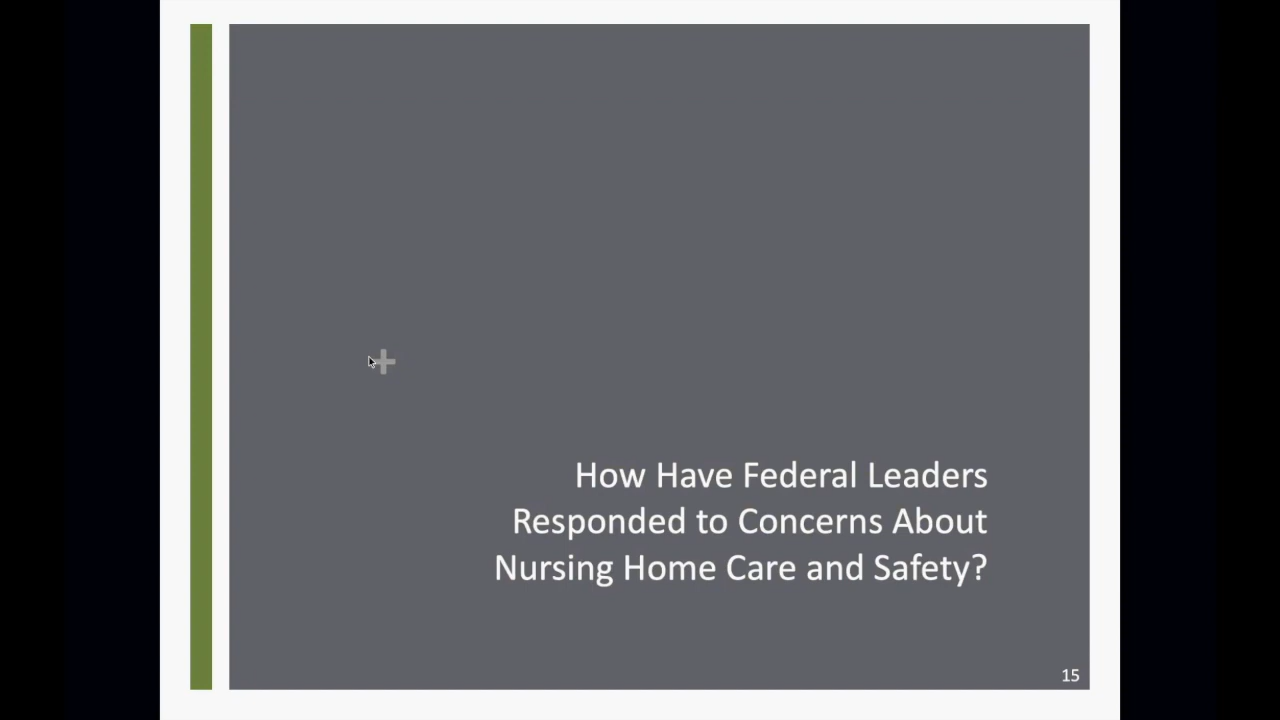 How Have Federal Leaders
Responded to Concerns About
Nursing Home Care and Safety?
15